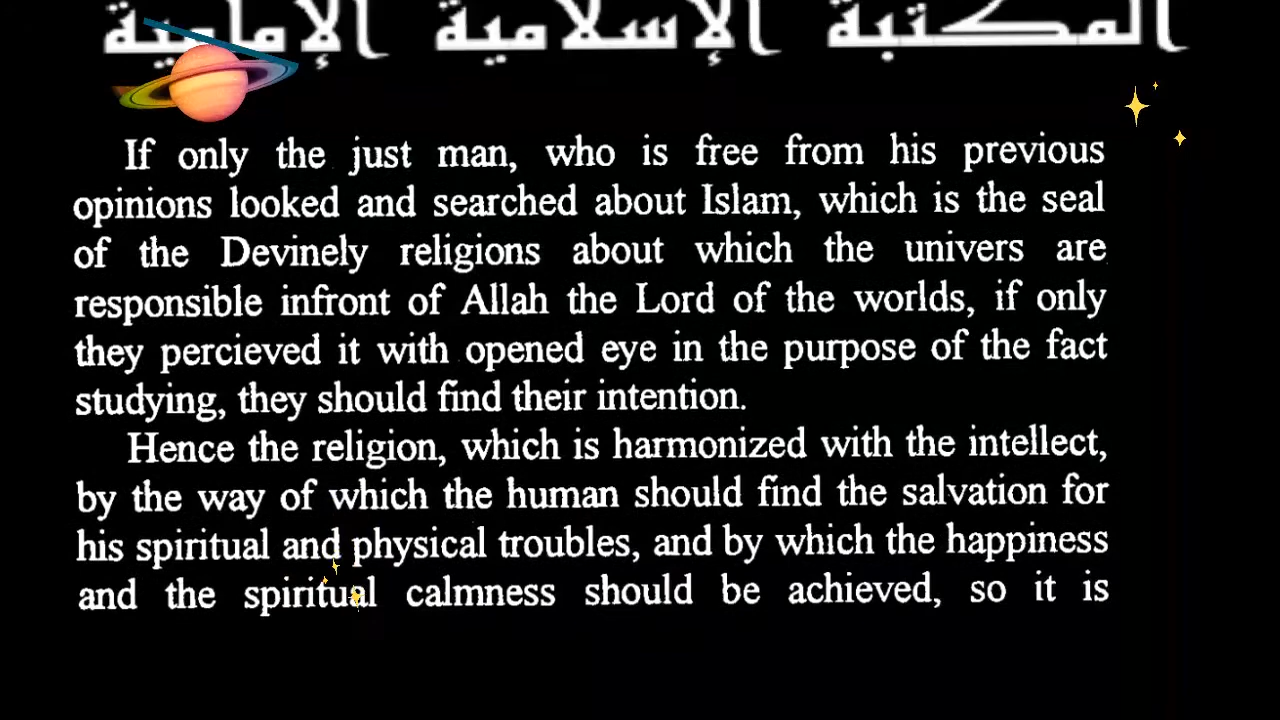 المكتبة الإسلامية الإمامية
If only the just man, who is free from his previous
opinions looked and searched about Islam, which is the seal
of the Devinely religions about which the univers are
responsible infront of Allah the Lord of the worlds, if only
they percieved it with opened eye in the purpose of the fact
studying, they should find their intention.
Hence the religion, which is harmonized with the intellect,
by the way of which the human should find the salvation for
his spiritual and physical troubles, and by which the happiness
and the spiritual calmness should be achieved, so it is